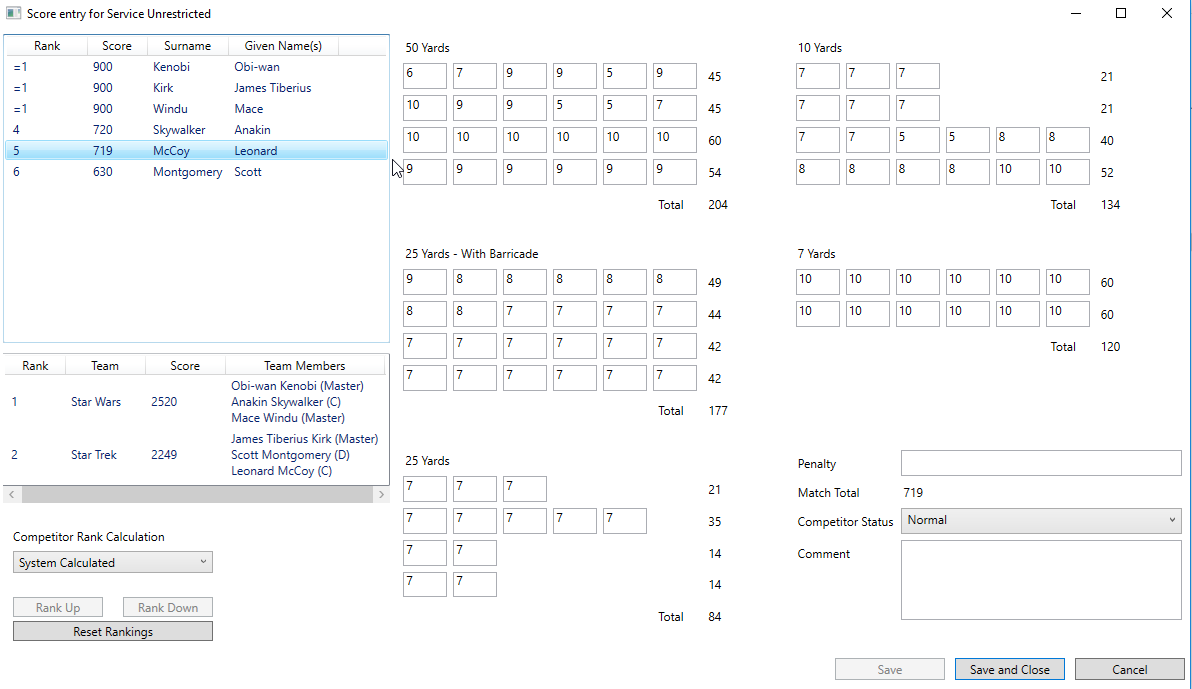 Score entry for Service Unrestricted
Rank Score Surname Given Name(s)
=1 900 Kenobi Obi-wan
=1 900 Kirk James Tiberius
=1 900 Windu Mace
4 720 Skywalker Anakin
5 719 McCoy Leonard
6 630 Montgomery Scott
Rank Team Score Team Members
1 Star Wars 2520 Obi-wan Kenobi (Master)
Anakin Skywalker (C)
Mace Windu (Master)
2 Star Trek 2249 James Tiberius Kirk (Master)
Scott Montgomery (D)
Leonard McCoy (C)
Competitor Rank Calculation
System Calculated
Rank Up Rank Down
Reset Rankings
50 Yards
6 7 9 9 5 9 45
10 9 9 5 5 7 45
10 10 10 10 10 10 60
9 9 9 9 9 9 54
Total 204
25 Yards - With Barricade
9 8 8 8 8 8 49
8 8 7 7 7 7 44
7 7 7 7 7 7 42
7 7 7 7 7 7 42
Total 177
25 Yards
7 7 7 21
7 7 7 7 7 35
7 7 14
7 7 14
Total 84
10 Yards
7 7 7 21
7 7 7 21
7 7 5 5 8 8 40
8 8 8 8 10 10 52
Total 134
7 Yards
10 10 10 10 10 10 60
10 10 10 10 10 10 60
Total 120
Penalty
Match Total 719
Competitor Status Normal
Comment
Save Save and Close Cancel